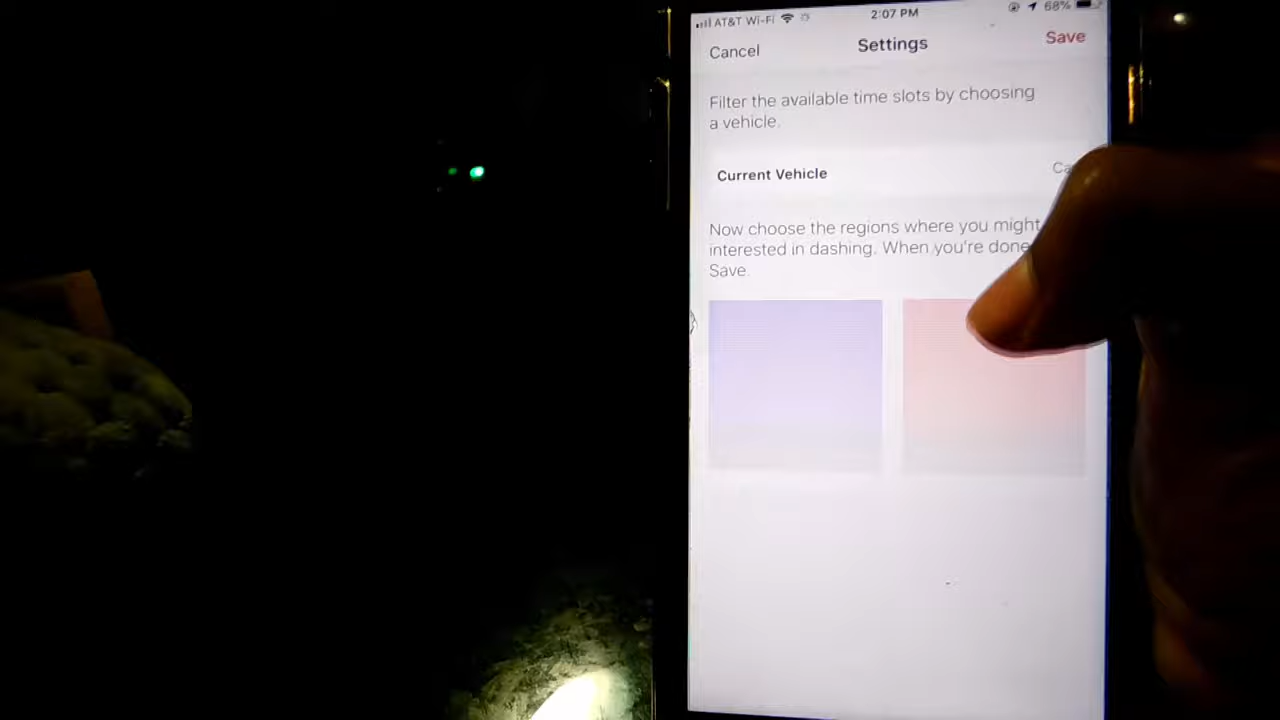 AT&T Wi-Fi 2:07 PM 68%
Cancel Settings Save
Filter the available time slots by choosing
a vehicle.
Current Vehicle
Now choose the regions where you might
interested in dashing. When you're done
Save.